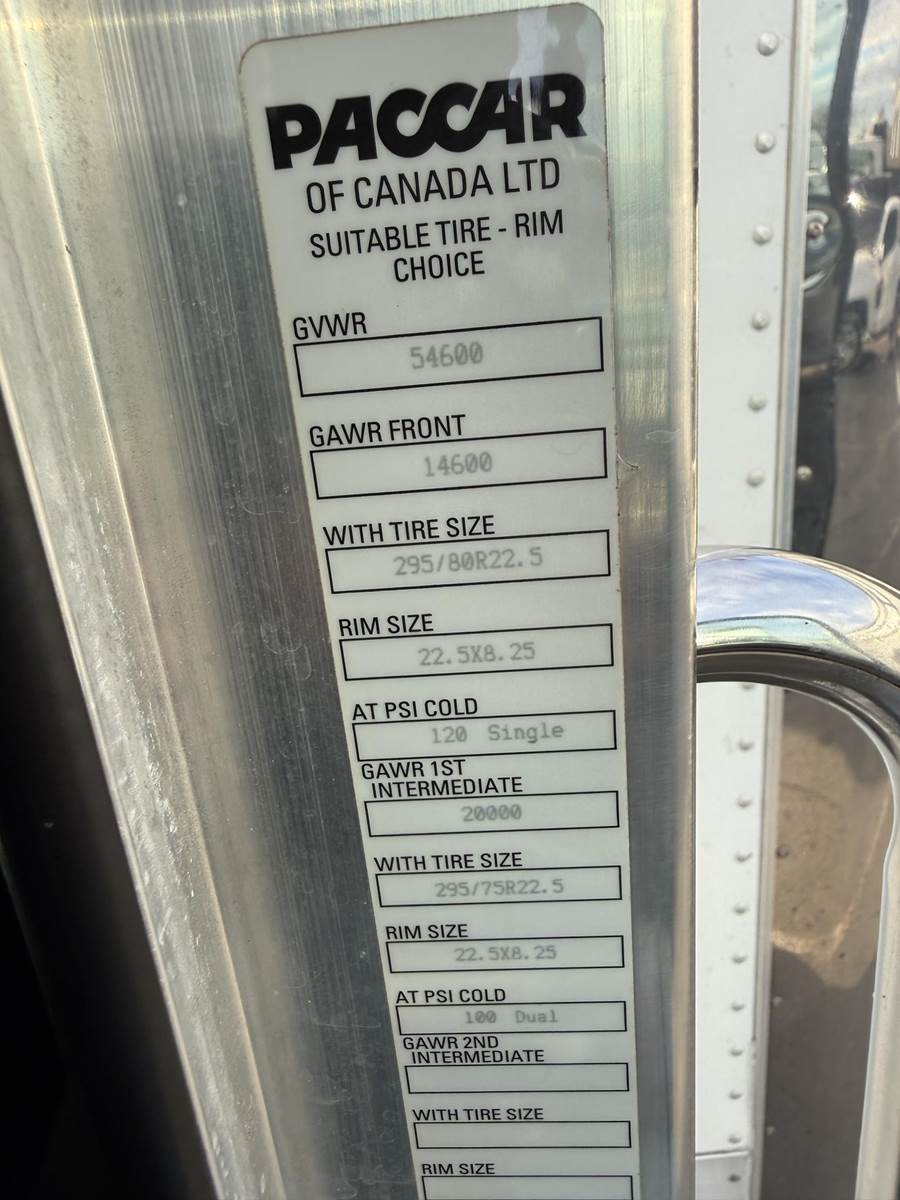 PACCAR
OF CANADA LTD
SUITABLE TIRE - RIM
CHOICE
GVWR
54600
GAWR FRONT
14600
WITH TIRE SIZE
295/80R22.5
RIM SIZE
22.5X8.25
AT PSI COLD
120 Single
GAWR 1ST
INTERMEDIATE
20000
WITH TIRE SIZE
295/75R22.5
RIM SIZE
22.5X8.25
AT PSI COLD
100 Dual
GAWR 2ND
INTERMEDIATE
WITH TIRE SIZE
RIM SIZE